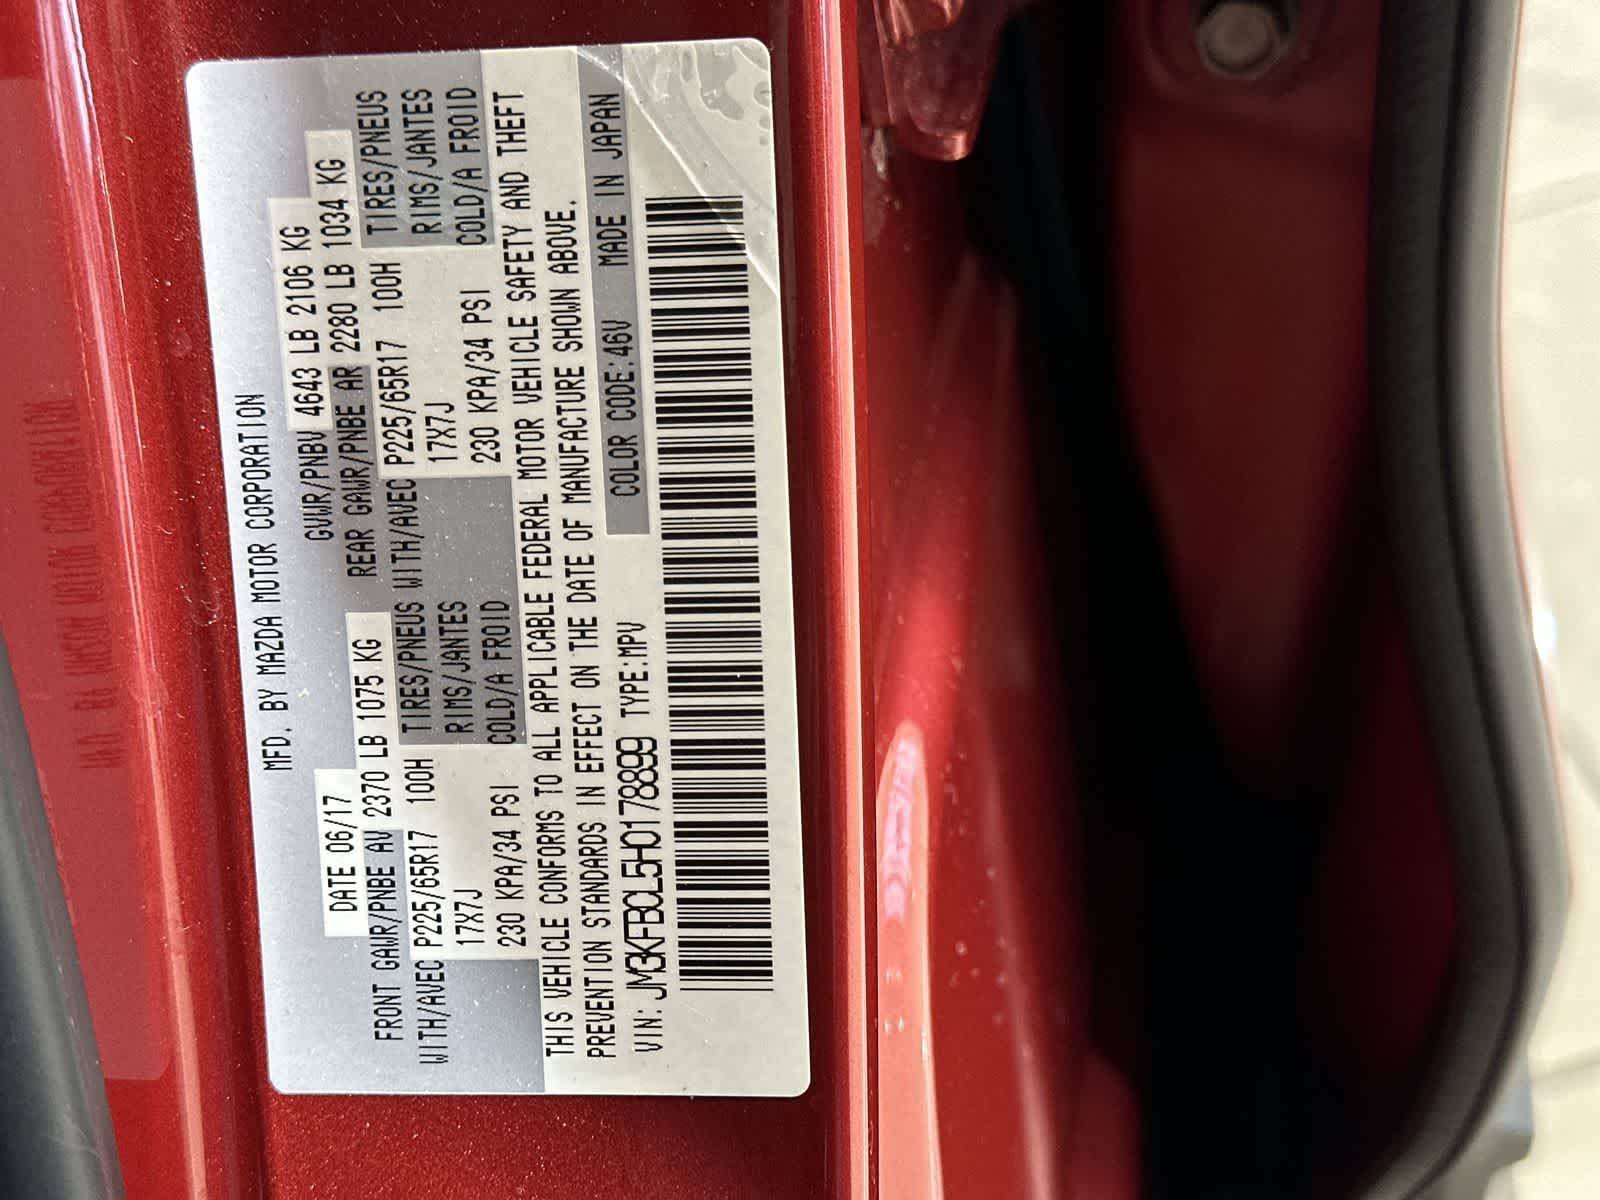 MFD. BY MAZDA MOTOR CORPORATION
DATE 06/17 GVWR/PNBV 4643 LB 2106 KG
FRONT GAWR/PNBE AV 2370 LB 1075 KG REAR GAWR/PNBE AR 2280 LB 1034 KG
WITH/AVEC P225/65R17 100H TIRES/PNEUS WITH/AVEC P225/65R17 100H TIRES/PNEUS
17X7J RIMS/JANTES 17X7J RIMS/JANTES
230 KPA/34 PSI COLD/A FROID 230 KPA/34 PSI COLD/A FROID
THIS VEHICLE CONFORMS TO ALL APPLICABLE FEDERAL MOTOR VEHICLE SAFETY AND THEFT
PREVENTION STANDARDS IN EFFECT ON THE DATE OF MANUFACTURE SHOWN ABOVE.
VIN: JM3KFBCL5H0178899 TYPE:MPV COLOR CODE:46V MADE IN JAPAN